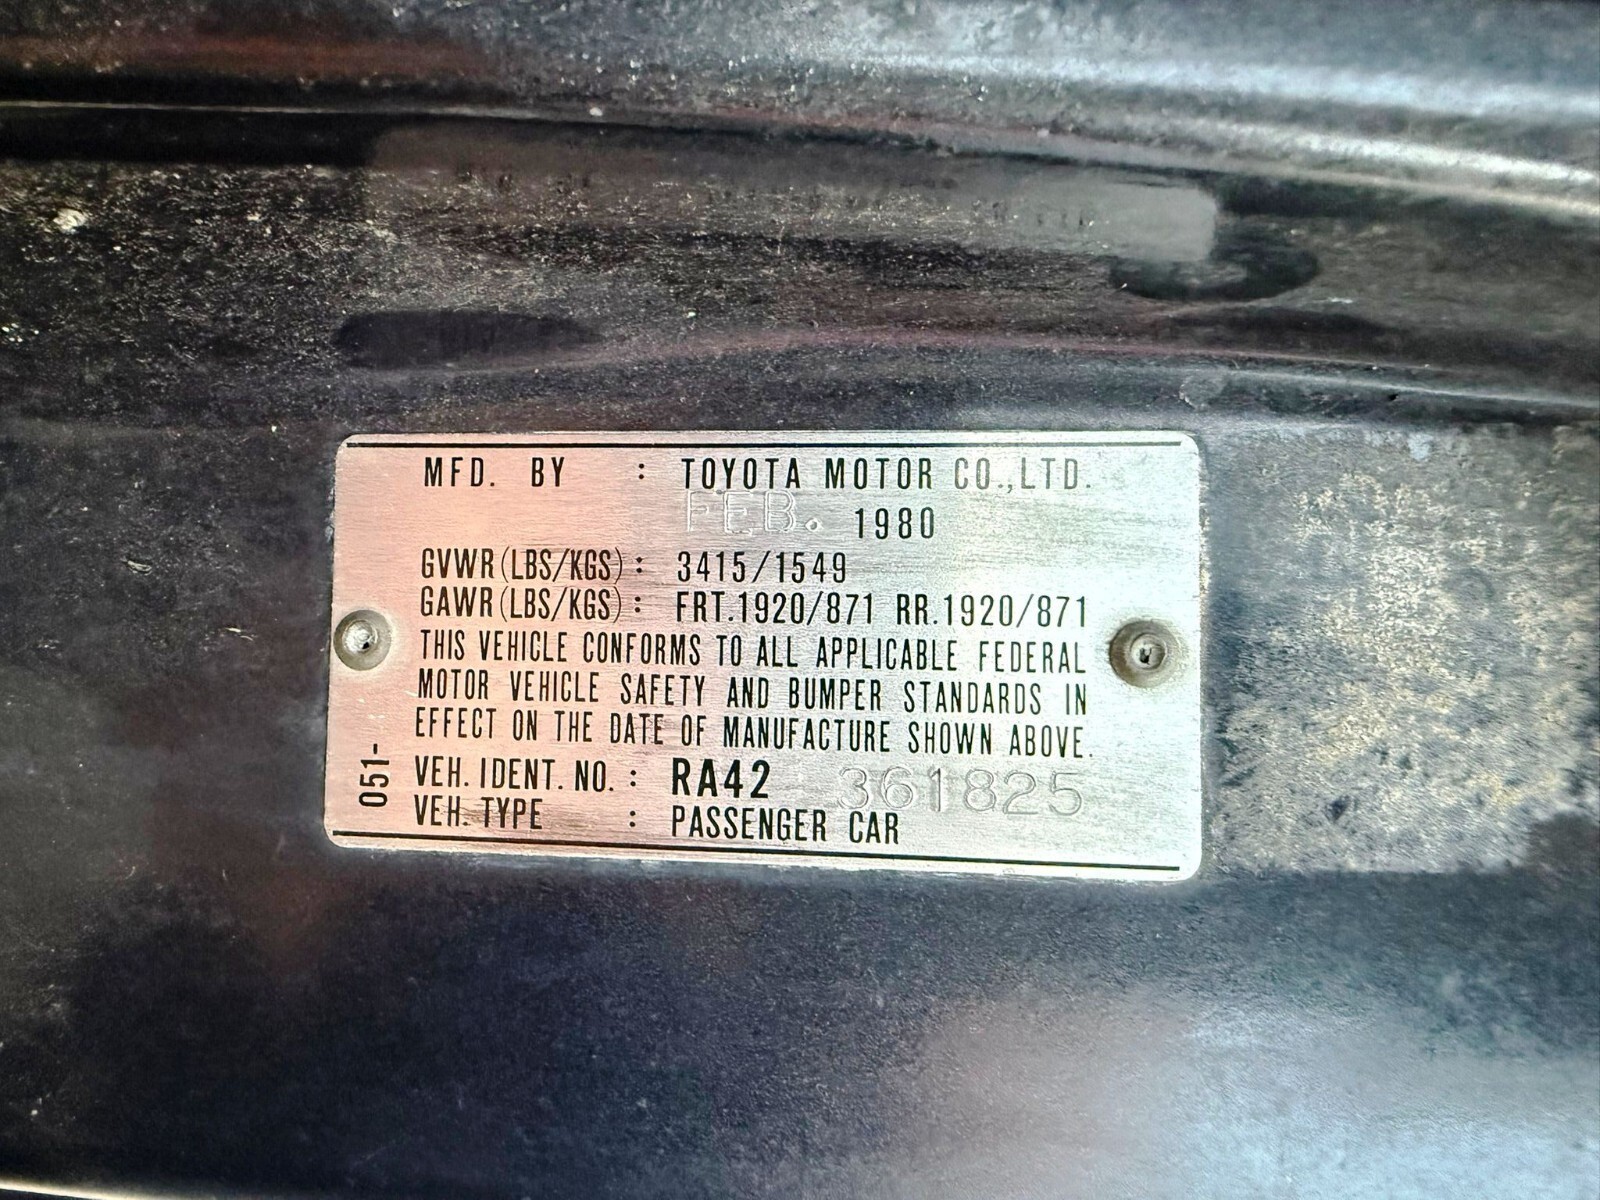 MFD. BY : TOYOTA MOTOR CO.,LTD.
FEB. 1980
GVWR (LBS/KGS) : 3415/1549
GAWR (LBS/KGS) : FRT.1920/871 RR.1920/871
THIS VEHICLE CONFORMS TO ALL APPLICABLE FEDERAL
MOTOR VEHICLE SAFETY AND BUMPER STANDARDS IN
EFFECT ON THE DATE OF MANUFACTURE SHOWN ABOVE.
VEH. IDENT. NO. : RA42 361825
VEH. TYPE : PASSENGER CAR
051-